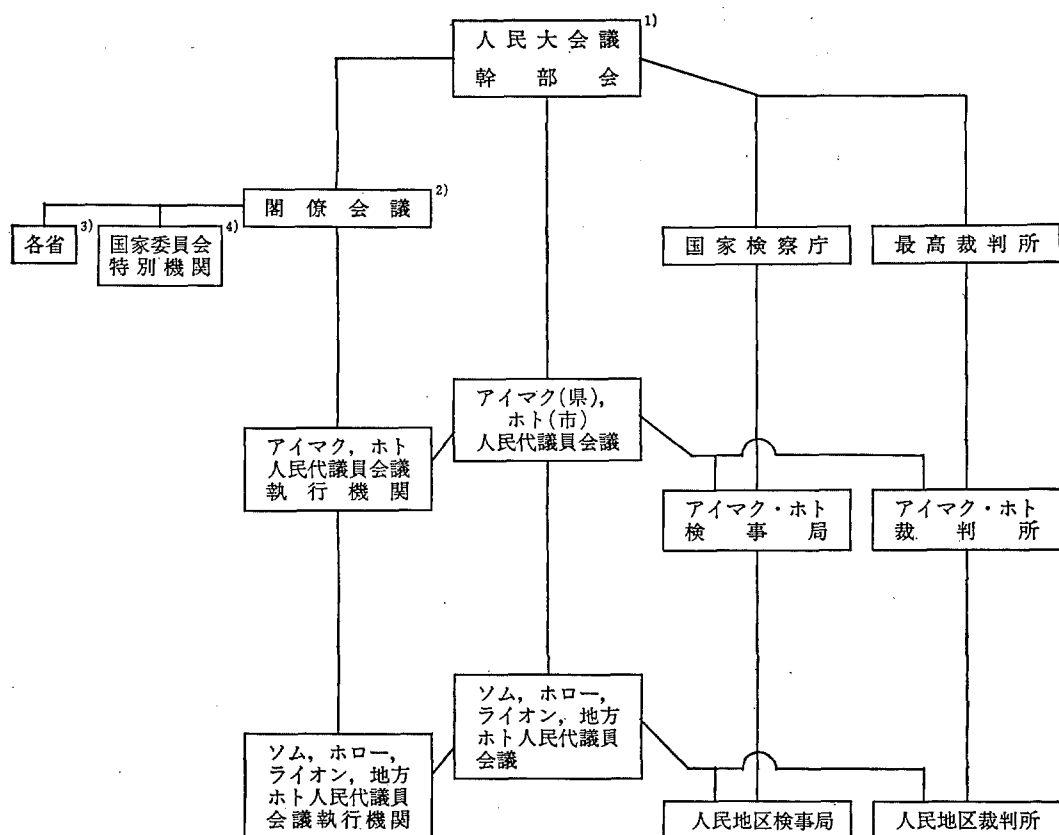 人民大会議 1)
幹部会
閣僚会議 2)
各省 3)
国家委員会 4)
特別機関
国家検察庁
最高裁判所
アイマク(県),
ホト(市)
人民代議員会議
アイマク, ホト
人民代議員会議
執行機関
アイマク・ホト
検事局
アイマク・ホト
裁判所
ソム, ホロー,
ライオン, 地方
ホト人民代議員
会議
ソム, ホロー,
ライオン, 地方
ホト人民代議員
会議執行機関
人民地区検事局
人民地区裁判所